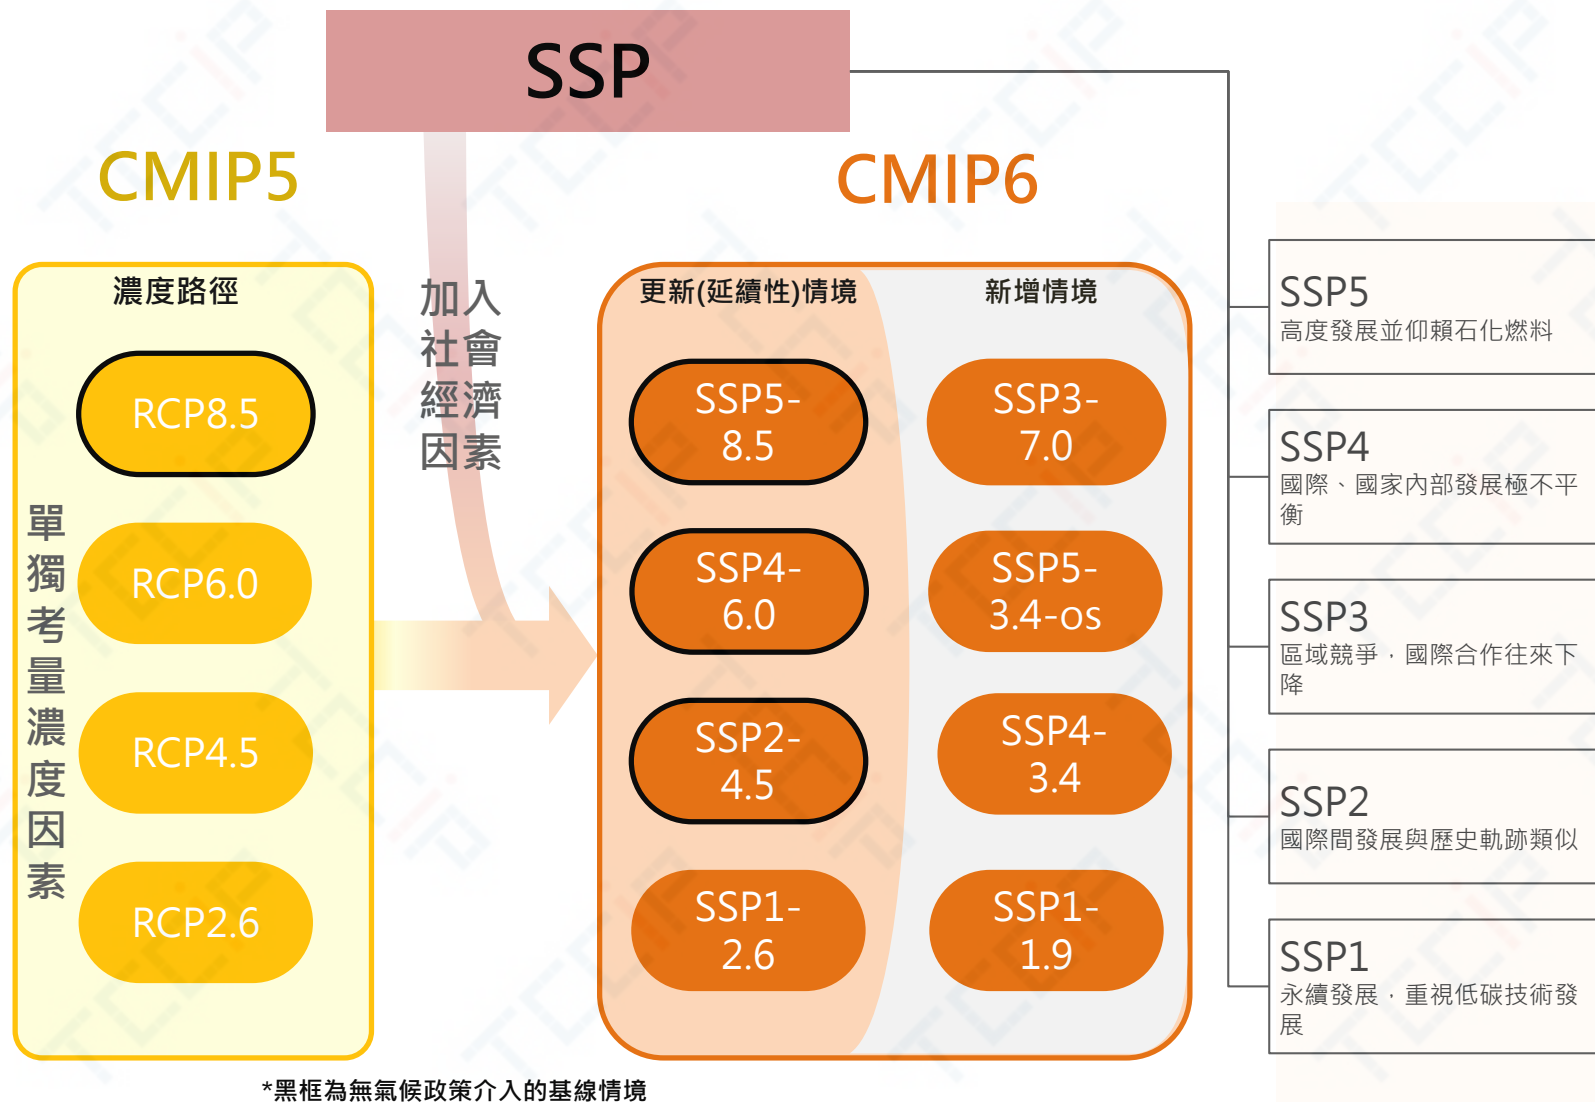 SSP
CMIP5
CMIP6
濃度路徑
RCP8.5
RCP6.0
RCP4.5
RCP2.6
單獨考量濃度因素
加入
社會
經濟
因素
更新(延續性)情境
SSP5-
8.5
SSP4-
6.0
SSP2-
4.5
SSP1-
2.6
新增情境
SSP3-
7.0
SSP5-
3.4-os
SSP4-
3.4
SSP1-
1.9
SSP5
高度發展並仰賴石化燃料
SSP4
國際、國家內部發展極不平
衡
SSP3
區域競爭，國際合作往來下
降
SSP2
國際間發展與歷史軌跡類似
SSP1
永續發展，重視低碳技術發
展
*黑框為無氣候政策介入的基線情境
TCCIP